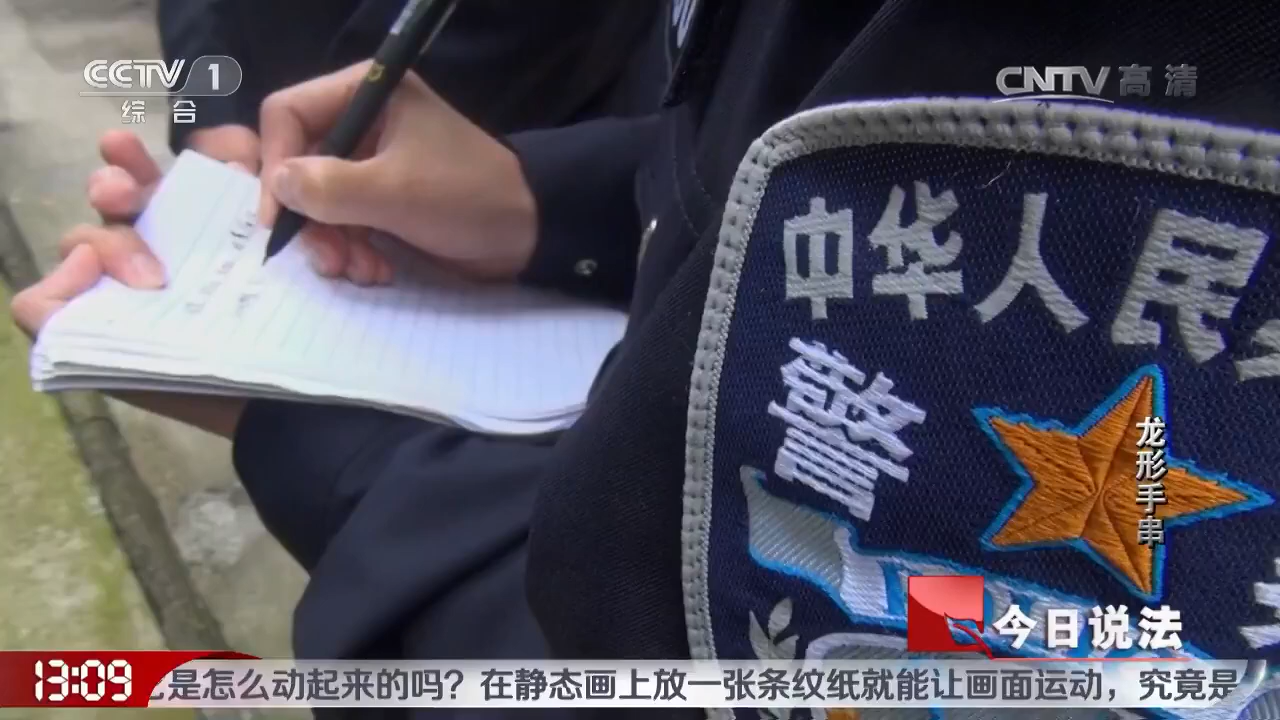 CCTV 1
综合
CNTV 高清
中华人民
警
龙形手串
今日说法
13:09
是怎么动起来的吗？在静态画上放一张条纹纸就能让画面运动，究竟是